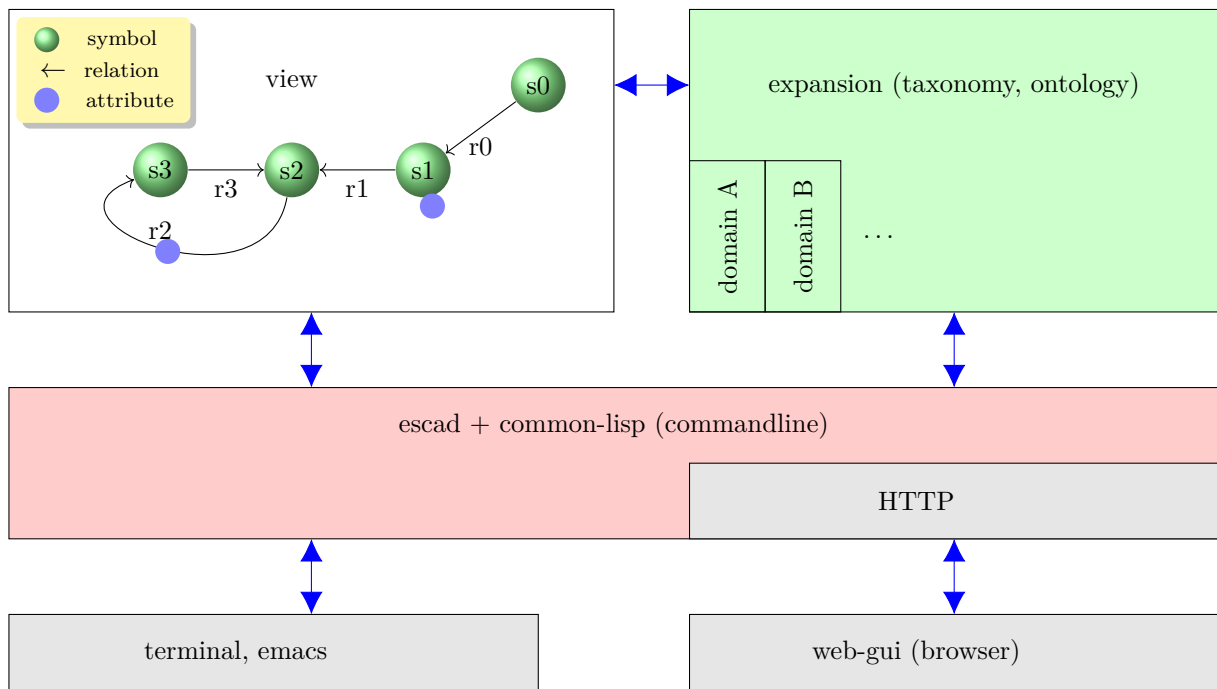 symbol
relation
attribute
view
s0
r0
s3
s2
s1
r3
r1
r2
expansion (taxonomy, ontology)
domain A
domain B
...
escad + common-lisp (commandline)
HTTP
terminal, emacs
web-gui (browser)